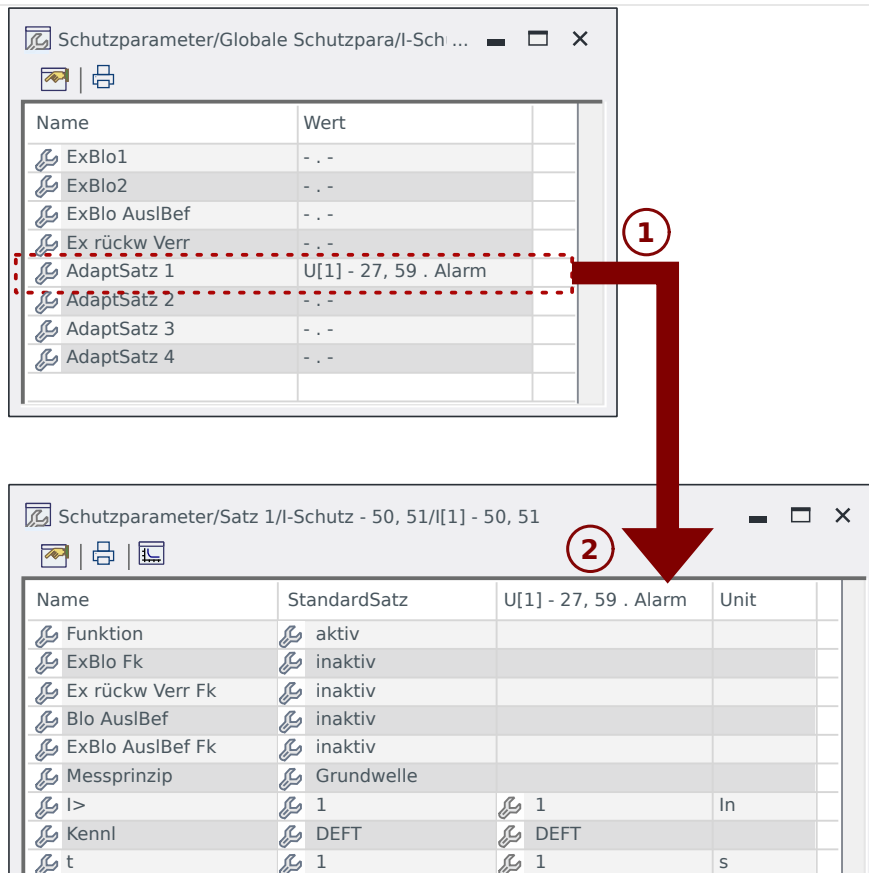 Schutzparameter/Globale Schutzpara/I-Sch ...
Name Wert
ExBlo1 - . -
ExBlo2 - . -
ExBlo AuslBef - . -
Ex rückw Verr - . -
AdaptSatz 1 U[1] - 27, 59 . Alarm
AdaptSatz 2 - . -
AdaptSatz 3 - . -
AdaptSatz 4 - . -
1
Schutzparameter/Satz 1/I-Schutz - 50, 51/I[1] - 50, 51
2
Name StandardSatz U[1] - 27, 59 . Alarm Unit
Funktion aktiv
ExBlo Fk inaktiv
Ex rückw Verr Fk inaktiv
Blo AuslBef inaktiv
ExBlo AuslBef Fk inaktiv
Messprinzip Grundwelle
I> 1 1 In
Kennl DEFT DEFT
t 1 1 s